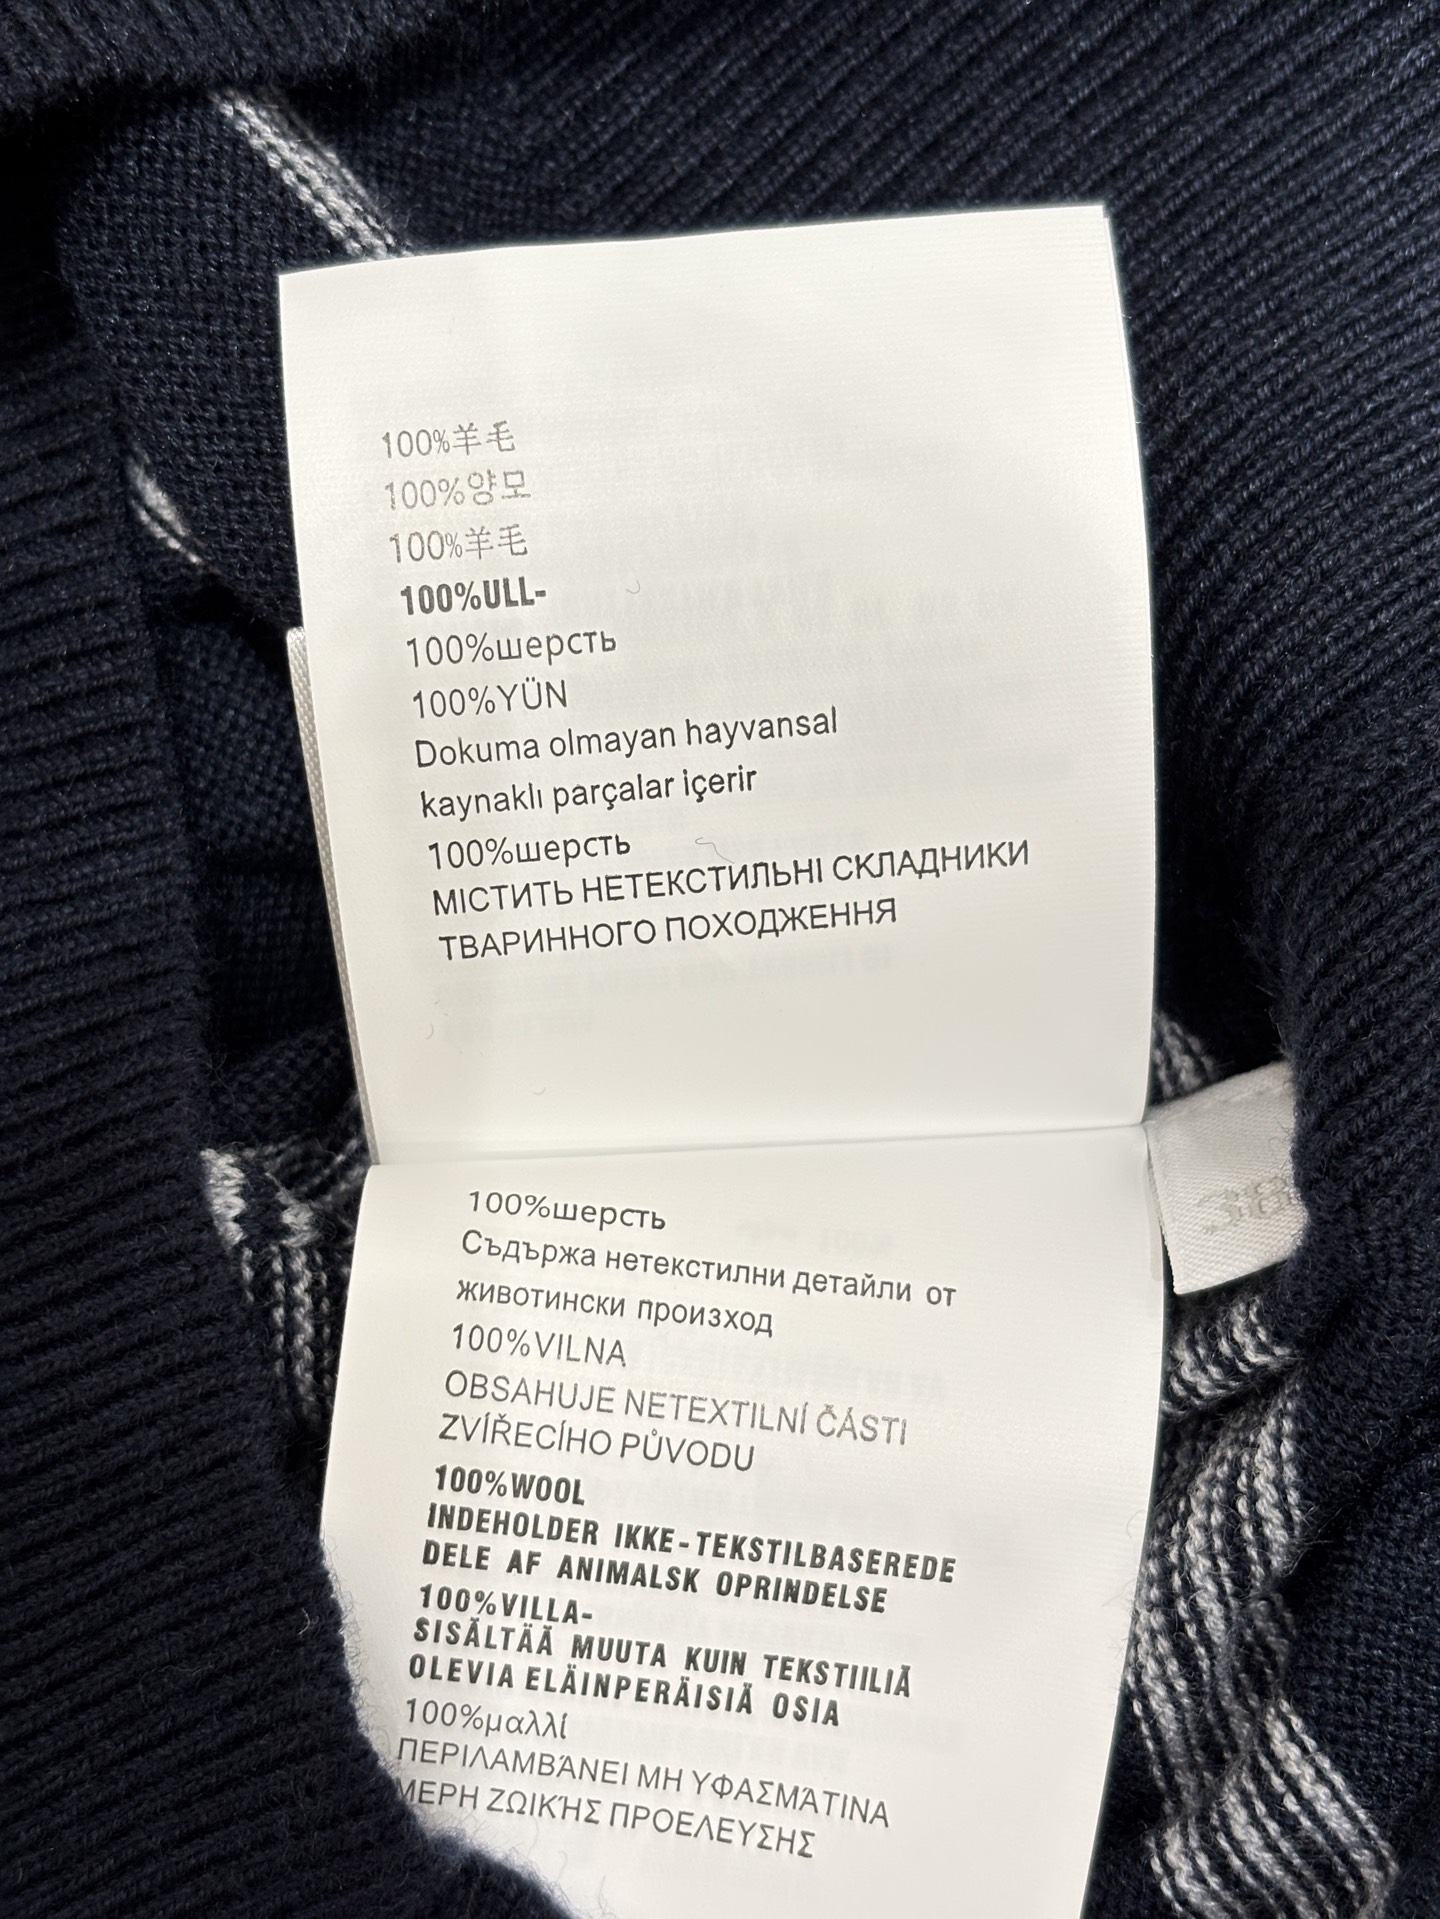 100%羊毛
100%양모
100%羊毛
100%ULL-
100%шерсть
100%YÜN
Dokuma olmayan hayvansal
kaynaklı parçalar içerir
100%шерсть
МІСТИТЬ НЕТЕКСТИЛЬНІ СКЛАДНИКИ
ТВАРИННОГО ПОХОДЖЕННЯ
100%шерсть
Съдържа нетекстилни детайли от
животински произход
100%VILNA
OBSAHUJE NETEXTILNÍ ČÁSTI
ZVÍŘECÍHO PŮVODU
100%WOOL
INDEHOLDER IKKE-TEKSTILBASEREDE
DELE AF ANIMALSK OPRINDELSE
100%VILLA-
SISÄLTÄÄ MUUTA KUIN TEKSTIILIÄ
OLEVIA ELÄINPERÄISIÄ OSIA
100%μαλλί
ΠΕΡΙΛΑΜΒΆΝΕΙ ΜΗ ΥΦΑΣΜΆΤΙΝΑ
ΜΕΡΗ ΖΩΙΚΉΣ ΠΡΟΕΛΕΥΣΗΣ